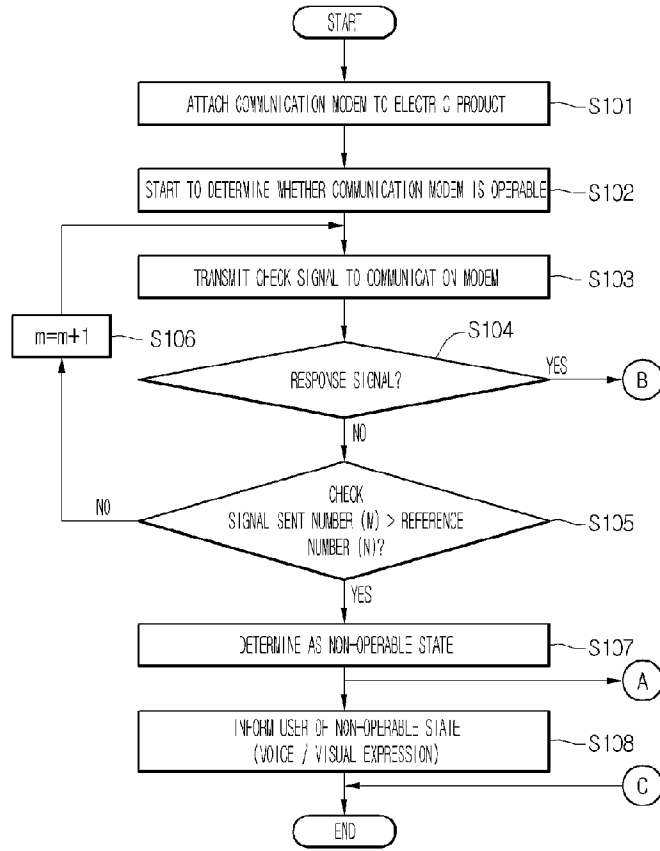 START
ATTACH COMMUNICATION MODEM TO ELECTRIC PRODUCT
S101
START TO DETERMINE WHETHER COMMUNICATION MODEM IS OPERABLE
S102
TRANSMIT CHECK SIGNAL TO COMMUNICATION MODEM
S103
m=m+1
S106
S104
RESPONSE SIGNAL?
YES
B
NO
NO
CHECK
SIGNAL SENT NUMBER (M) > REFERENCE
NUMBER (N)?
S105
YES
DETERMINE AS NON-OPERABLE STATE
S107
A
INFORM USER OF NON-OPERABLE STATE
(VOICE / VISUAL EXPRESSION)
S108
C
END